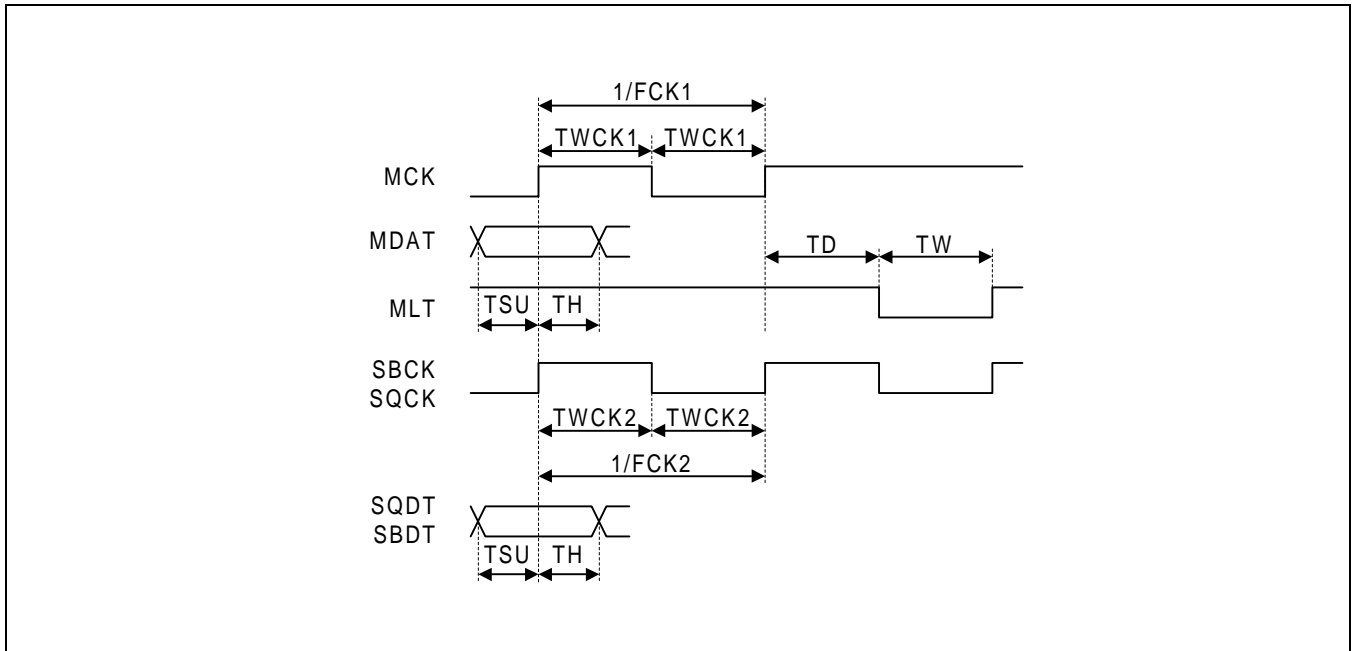 1/FCK1
TWCK1 TWCK1
MCK
MDAT
TD TW
MLT
TSU TH
SBCK
SQCK
TWCK2 TWCK2
1/FCK2
SQDT
SBDT
TSU TH